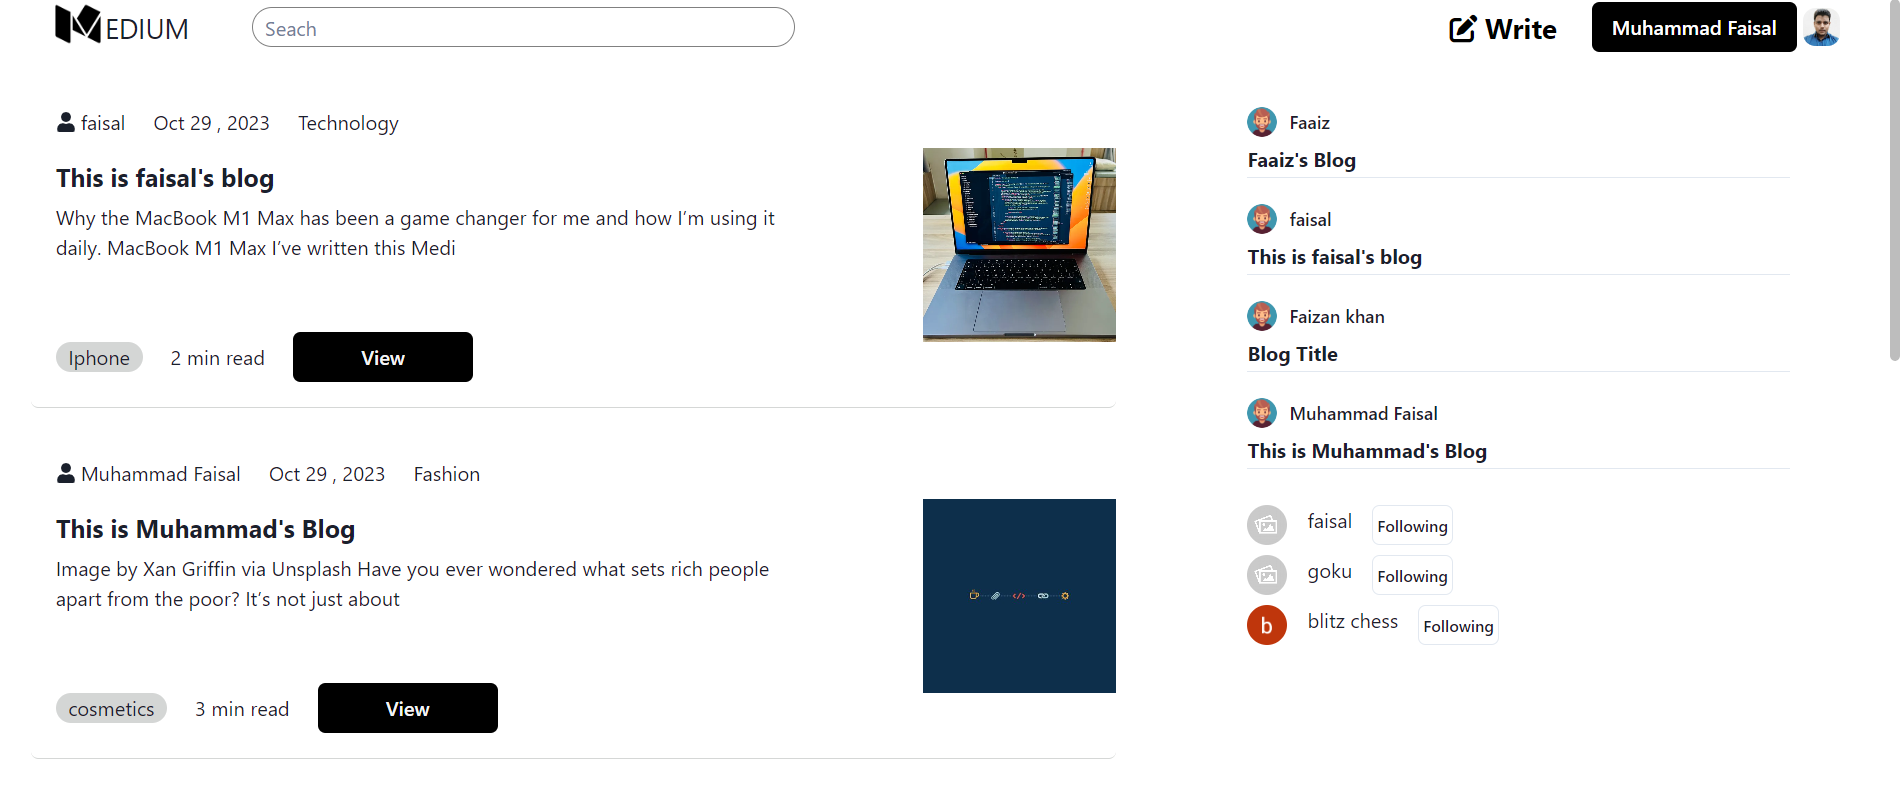 EDIUM
Seach
Write
Muhammad Faisal
faisal Oct 29 , 2023 Technology
This is faisal's blog
Why the MacBook M1 Max has been a game changer for me and how I’m using it
daily. MacBook M1 Max I’ve written this Medi
Iphone 2 min read View
Muhammad Faisal Oct 29 , 2023 Fashion
This is Muhammad's Blog
Image by Xan Griffin via Unsplash Have you ever wondered what sets rich people
apart from the poor? It’s not just about
cosmetics 3 min read View
Faaiz
Faaiz's Blog
faisal
This is faisal's blog
Faizan khan
Blog Title
Muhammad Faisal
This is Muhammad's Blog
faisal Following
goku Following
b blitz chess Following